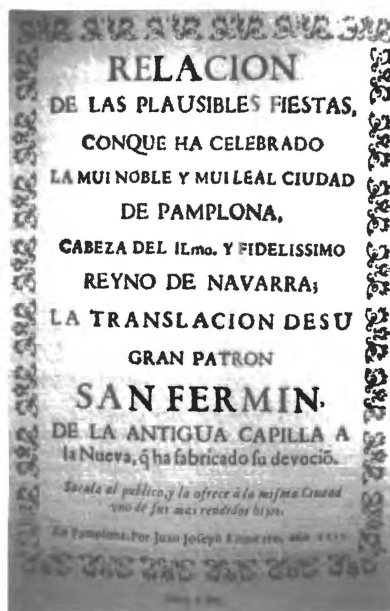 RELACION
DE LAS PLAUSIBLES FIESTAS,
CONQUE HA CELEBRADO
LA MUI NOBLE Y MUI LEAL CIUDAD
DE PAMPLONA,
CABEZA DEL ILmo. Y FIDELISSIMO
REYNO DE NAVARRA;
LA TRANSLACION DE SU
GRAN PATRON
SAN FERMIN.
DE LA ANTIGUA CAPILLA A
la Nueva, q̃ ha fabricado ſu devociõ.
Sacala al publico, y la ofrece à la miſma Ciudad
uno de ſus mas rendidos hijos.
En Pamplona: Por Juan Joſeph año